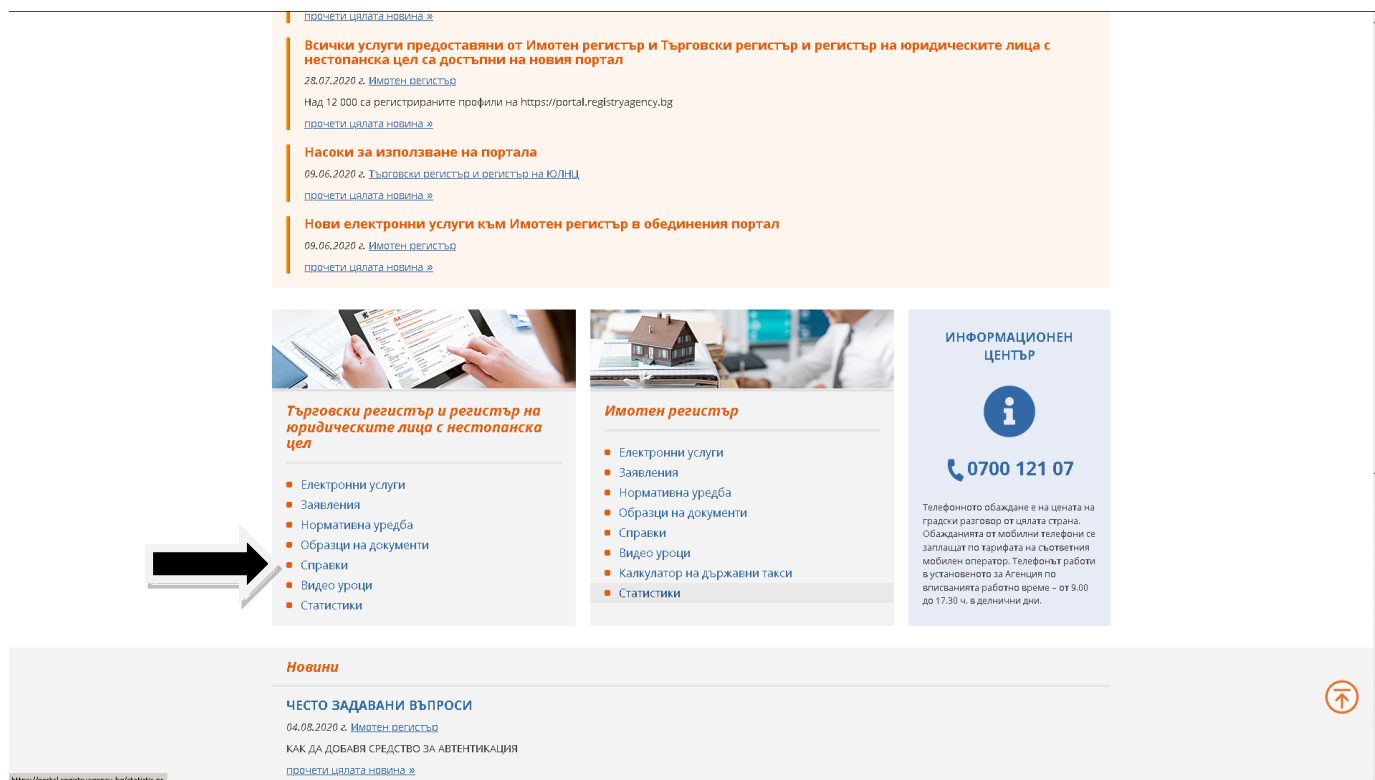 прочети цялата новина »
Всички услуги предоставяни от Имотен регистър и Търговски регистър и регистър на юридическите лица с
нестопанска цел са достъпни на новия портал
28.07.2020 г. Имотен регистър
Над 12 000 са регистрираните профили на https://portal.registryagency.bg
прочети цялата новина »
Насоки за използване на портала
09.06.2020 г. Търговски регистър и регистър на ЮЛНЦ
прочети цялата новина »
Нови електронни услуги към Имотен регистър в обединения портал
09.06.2020 г. Имотен регистър
прочети цялата новина »
Търговски регистър и регистър на
юридическите лица с нестопанска
цел
Електронни услуги
Заявления
Нормативна уредба
Образци на документи
Справки
Видео уроци
Статистики
Имотен регистър
Електронни услуги
Заявления
Нормативна уредба
Образци на документи
Справки
Видео уроци
Калкулатор на държавни такси
Статистики
ИНФОРМАЦИОНЕН
ЦЕНТЪР
0700 121 07
Телефонното обаждане е на цената на
градски разговор от цялата страна.
Обажданията от мобилни телефони се
заплащат по тарифата на съответния
мобилен оператор. Телефонът работи
в установеното за Агенция по
вписванията работно време – от 9.00
до 17.30 ч. в делнични дни.
Новини
ЧЕСТО ЗАДАВАНИ ВЪПРОСИ
04.08.2020 г. Имотен регистър
КАК ДА ДОБАВЯ СРЕДСТВО ЗА АВТЕНТИКАЦИЯ
прочети цялата новина »